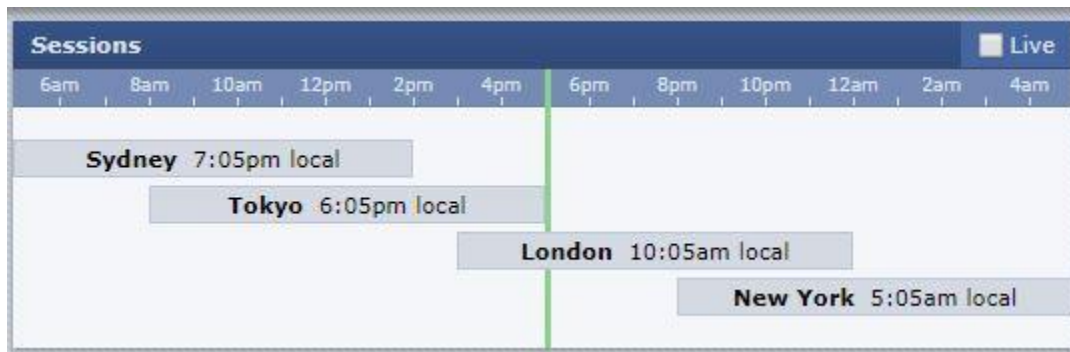 Sessions Live
6am 8am 10am 12pm 2pm 4pm 6pm 8pm 10pm 12am 2am 4am
Sydney 7:05pm local
Tokyo 6:05pm local
London 10:05am local
New York 5:05am local